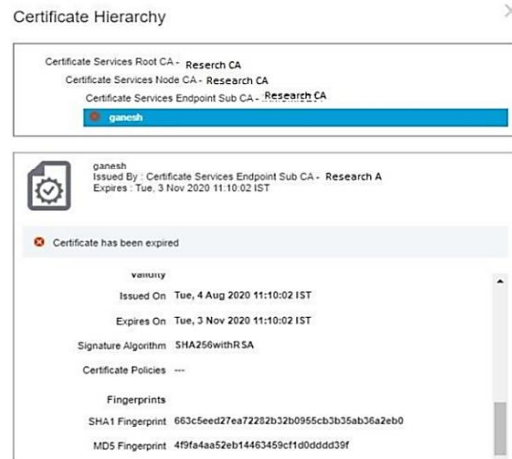 Certificate Hierarchy
Certificate Services Root CA - Reserch CA
Certificate Services Node CA - Research CA
Certificate Services Endpoint Sub CA - Research CA
ganesh
ganesh
Issued By : Certificate Services Endpoint Sub CA - Research A
Expires : Tue, 3 Nov 2020 11:10:02 IST
Certificate has been expired
Validity
Issued On Tue, 4 Aug 2020 11:10:02 IST
Expires On Tue, 3 Nov 2020 11:10:02 IST
Signature Algorithm SHA256withRSA
Certificate Policies ---
Fingerprints
SHA1 Fingerprint 663c5eed27ea72282b32b0955cb3b35ab36a2eb0
MD5 Fingerprint 4f9fa4aa52eb14463459cf1d0dddd39f